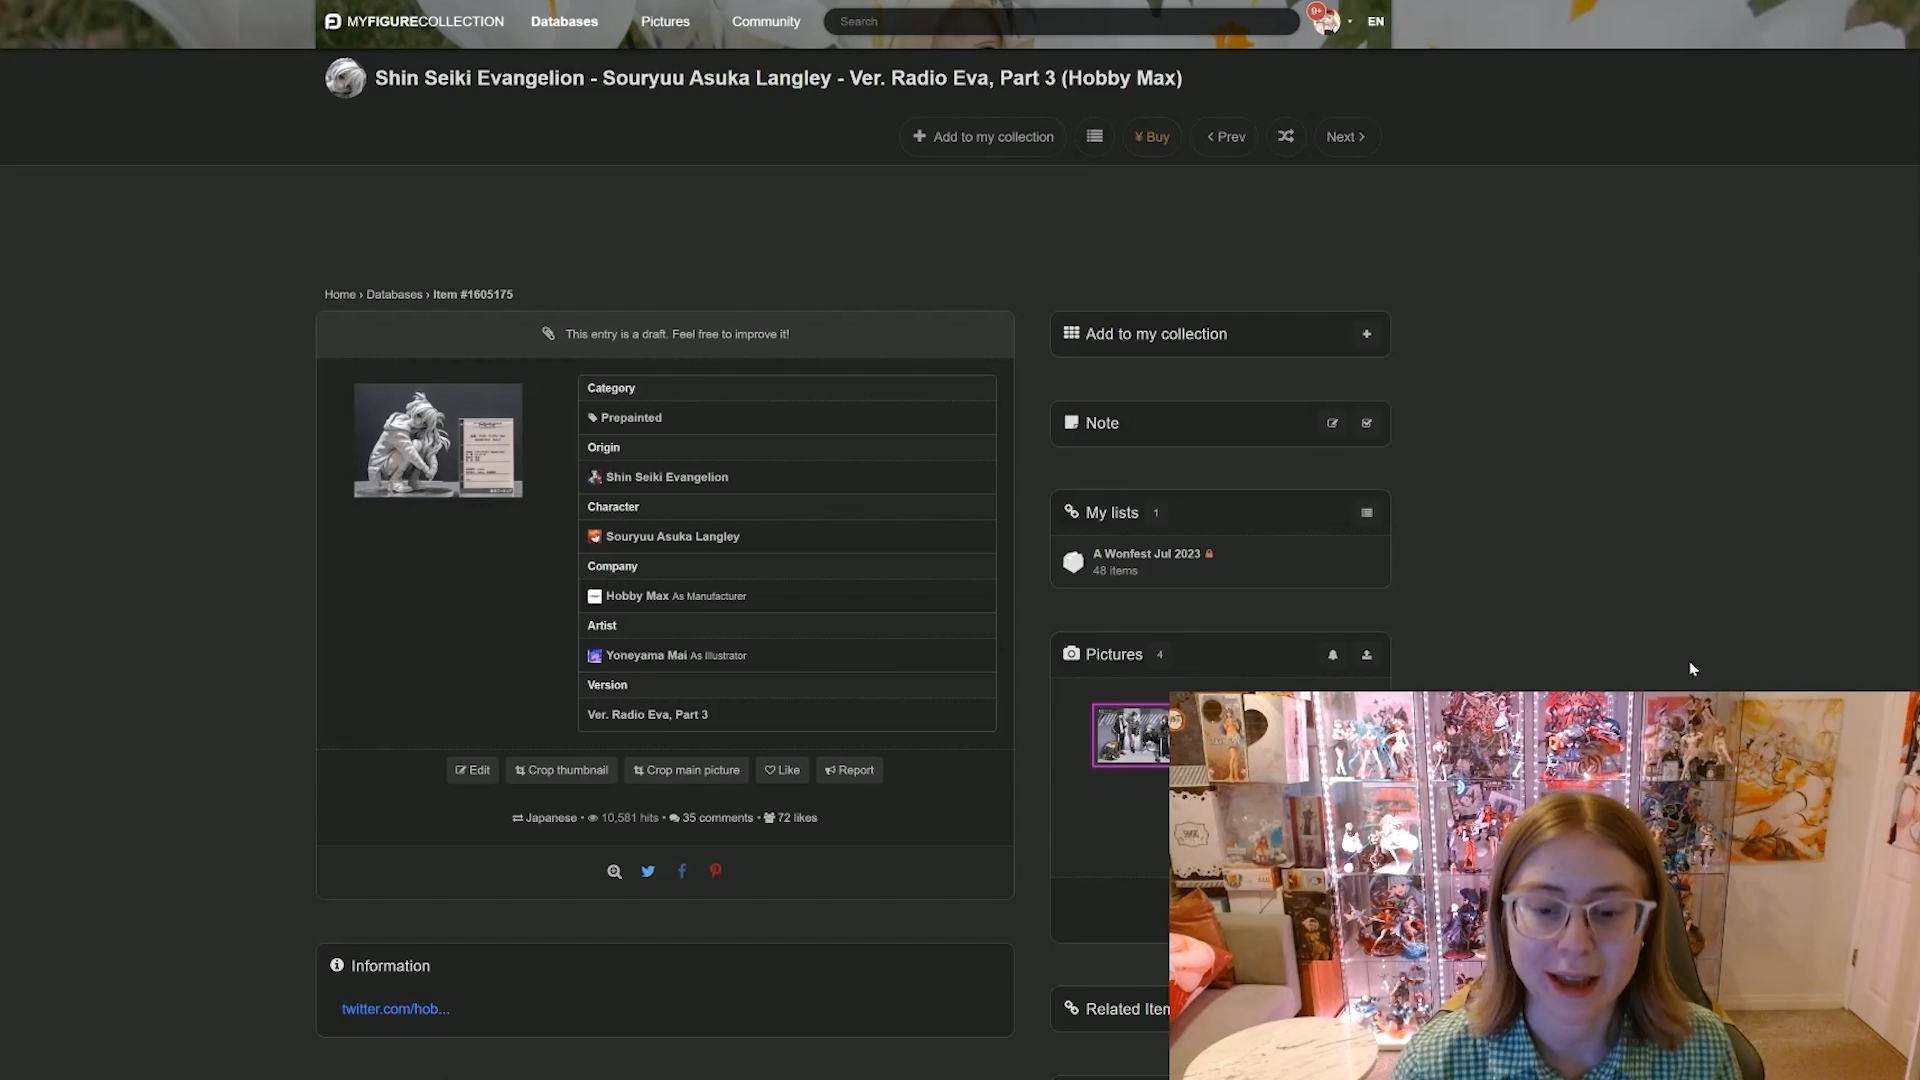 MYFIGURECOLLECTION
Databases
Pictures
Community
Search
9+
EN
Shin Seiki Evangelion - Souryuu Asuka Langley - Ver. Radio Eva, Part 3 (Hobby Max)
Add to my collection
¥ Buy
Prev
Next
Home › Databases › Item #1605175
This entry is a draft. Feel free to improve it!
Category
Prepainted
Origin
Shin Seiki Evangelion
Character
Souryuu Asuka Langley
Company
Hobby Max As Manufacturer
Artist
Yoneyama Mai As Illustrator
Version
Ver. Radio Eva, Part 3
Edit
Crop thumbnail
Crop main picture
Like
Report
Japanese • 10,581 hits • 35 comments • 72 likes
Information
twitter.com/hob...
Add to my collection
Note
My lists 1
A Wonfest Jul 2023
48 items
Pictures 4
Related Iten